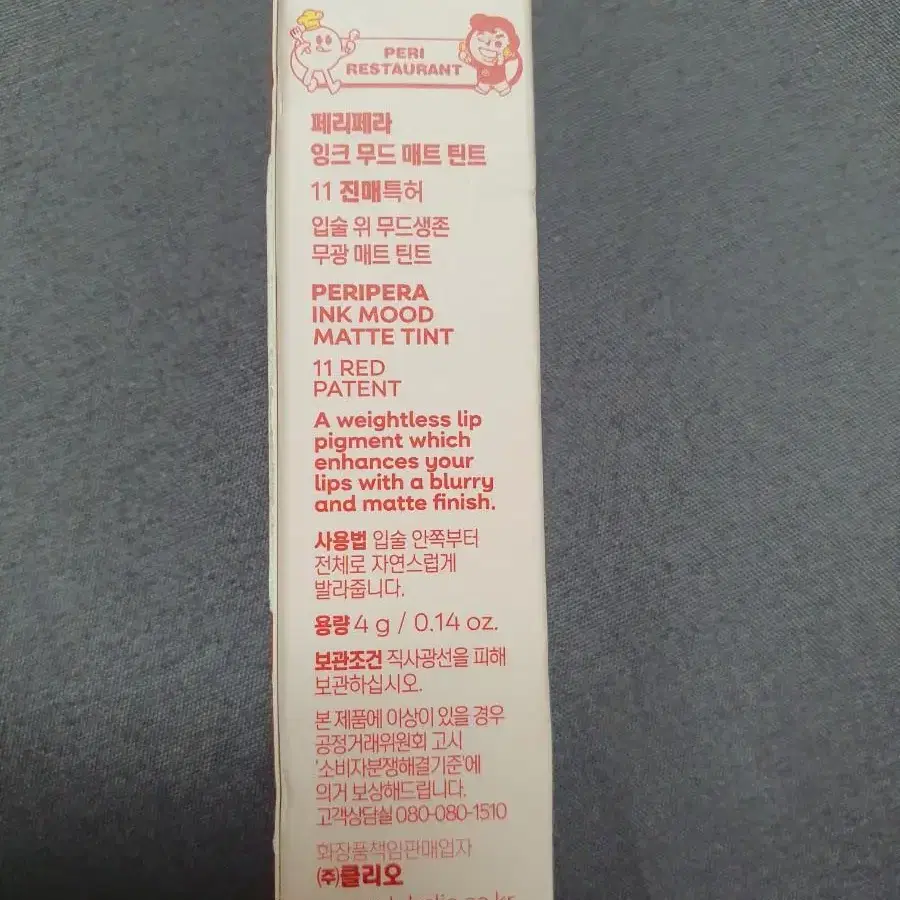 PERI
RESTAURANT
페리페라
잉크 무드 매트 틴트
11 진매특허
입술 위 무드생존
무광 매트 틴트
PERIPERA
INK MOOD
MATTE TINT
11 RED
PATENT
A weightless lip
pigment which
enhances your
lips with a blurry
and matte finish.
사용법 입술 안쪽부터
전체로 자연스럽게
발라줍니다.
용량 4 g / 0.14 oz.
보관조건 직사광선을 피해
보관하십시오.
본 제품에 이상이 있을 경우
공정거래위원회 고시
'소비자분쟁해결기준'에
의거 보상해드립니다.
고객상담실 080-080-1510
화장품책임판매업자
(주)클리오